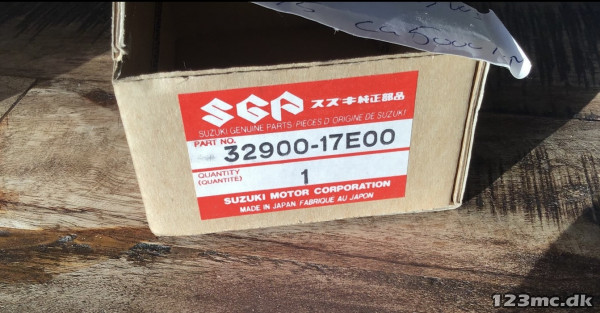 SGP スズキ純正部品
SUZUKI GENUINE PARTS/PIECES D'ORIGINE DE SUZUKI
PART NO.
32900-17E00
QUANTITY
(QUANTITÉ)
1
SUZUKI MOTOR CORPORATION
MADE IN JAPAN FABRIQUE AU JAPON
123mc.dk